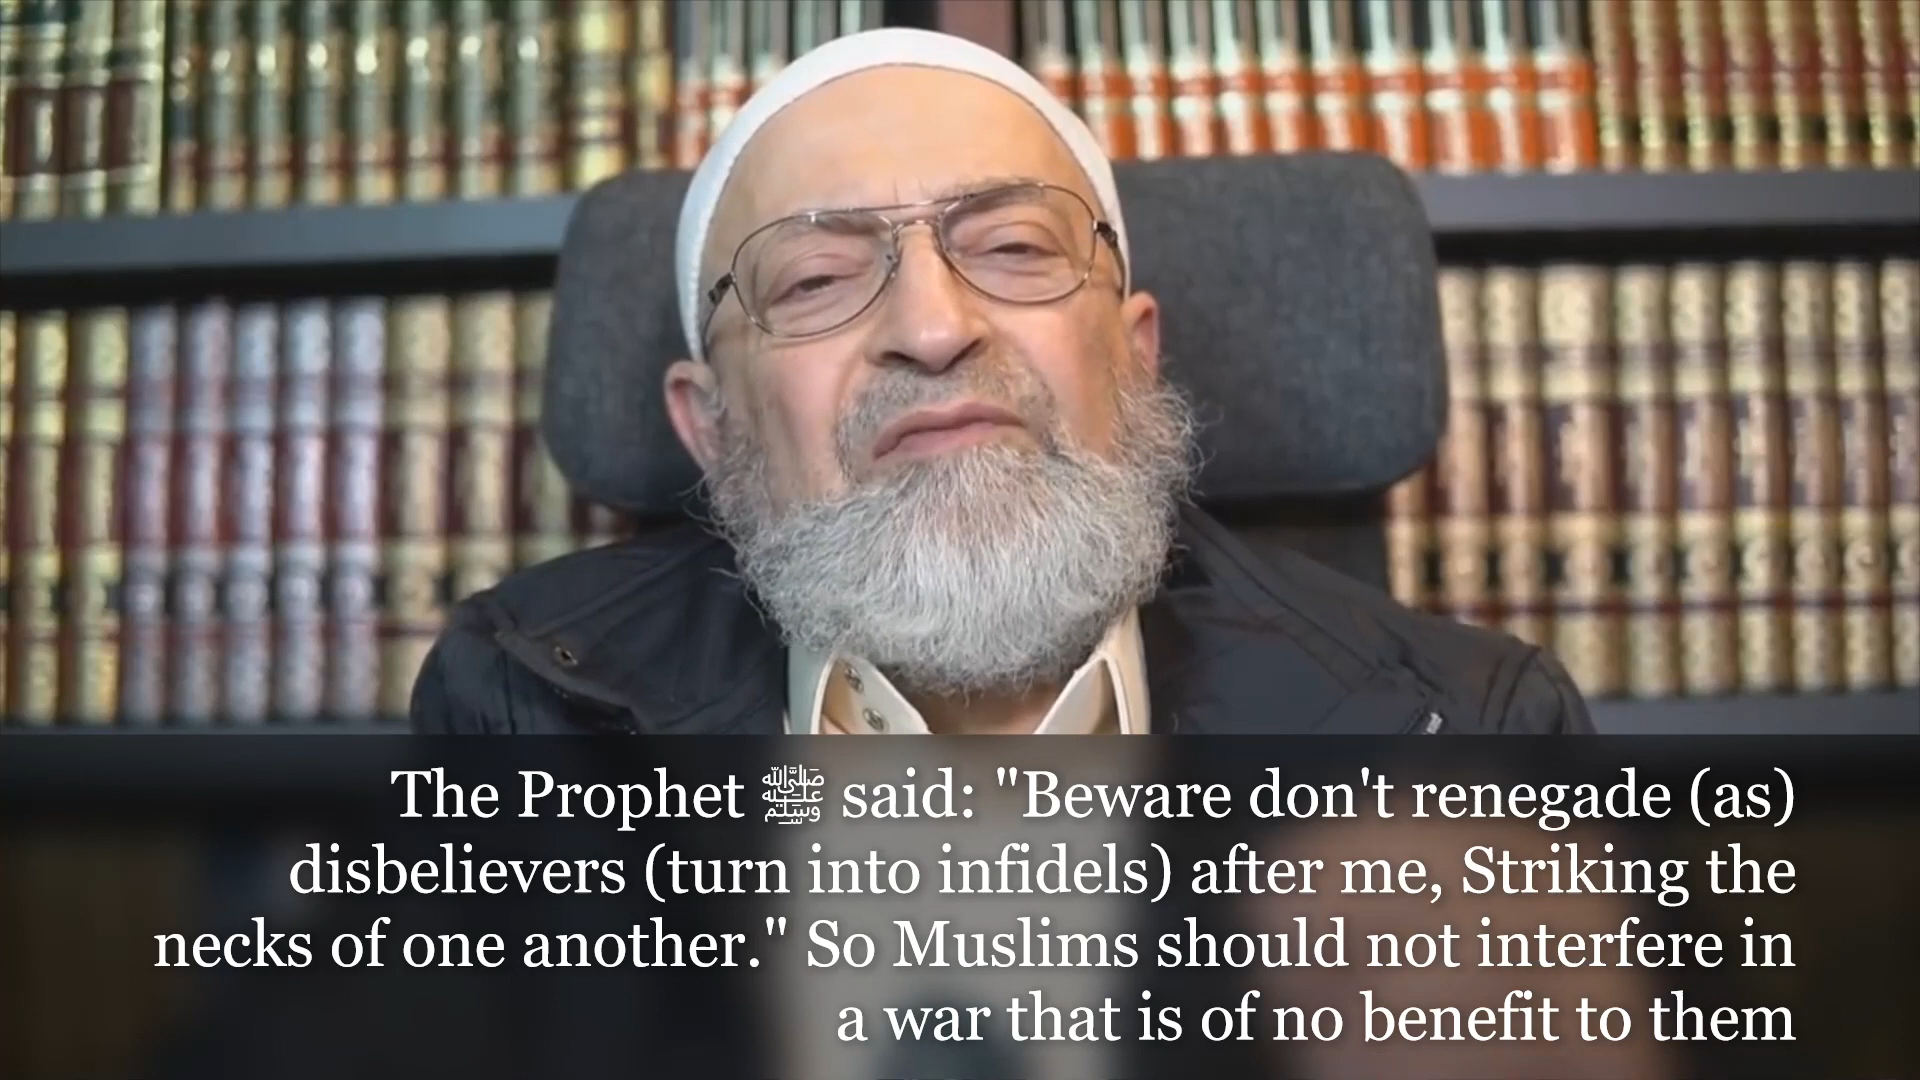 The Prophet ﷺ said: "Beware don't renegade (as)
disbelievers (turn into infidels) after me, Striking the
necks of one another." So Muslims should not interfere in
a war that is of no benefit to them